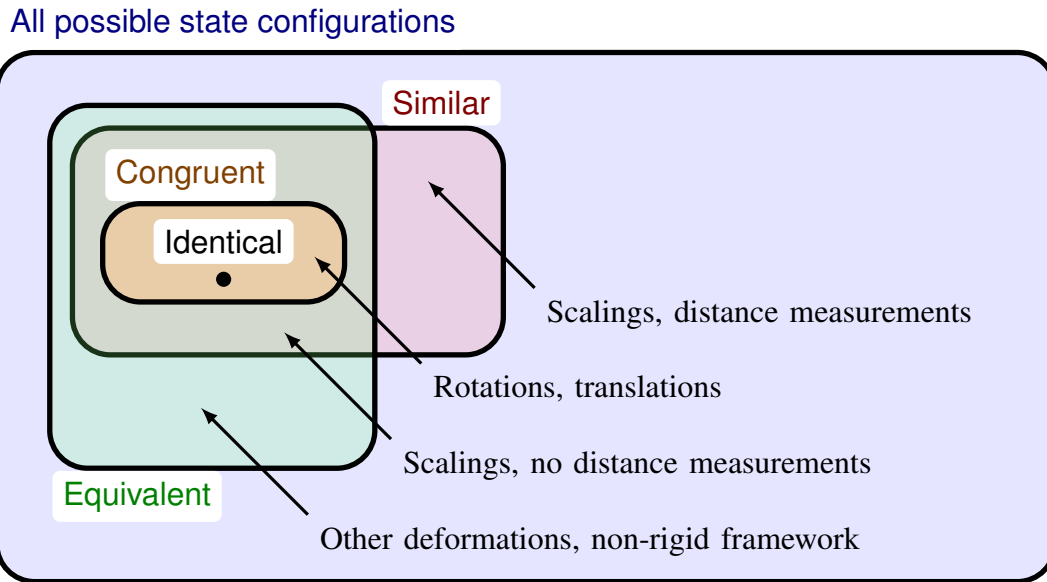 All possible state configurations
Similar
Congruent
Identical
Scalings, distance measurements
Rotations, translations
Scalings, no distance measurements
Equivalent
Other deformations, non-rigid framework